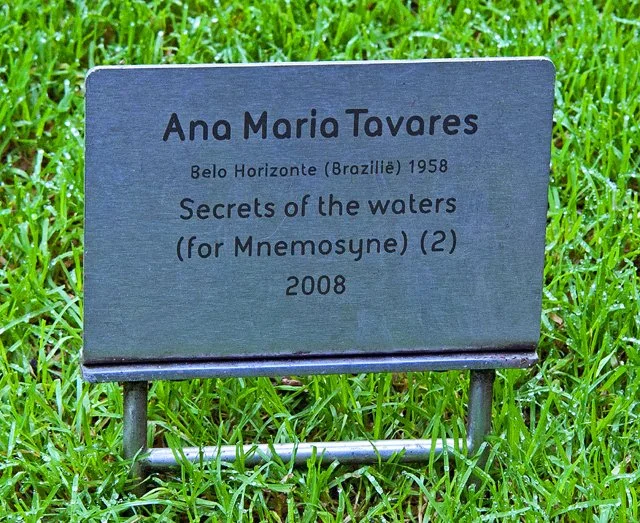 Ana Maria Tavares
Belo Horizonte (Brazilië) 1958
Secrets of the waters
(for Mnemosyne) (2)
2008